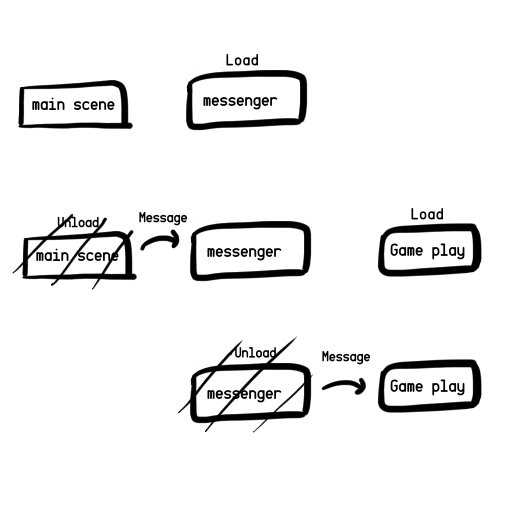 Load
main scene
messenger
Unload
Message
Load
main scene
messenger
Game play
Unload
Message
messenger
Game play